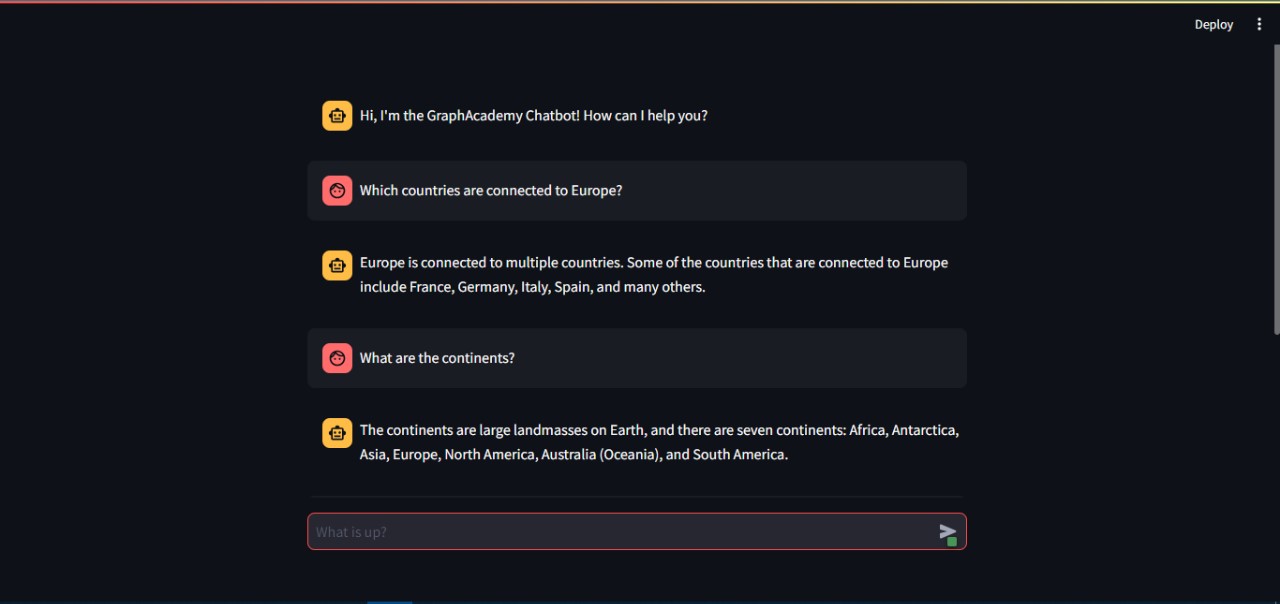 Deploy
Hi, I'm the GraphAcademy Chatbot! How can I help you?
Which countries are connected to Europe?
Europe is connected to multiple countries. Some of the countries that are connected to Europe
include France, Germany, Italy, Spain, and many others.
What are the continents?
The continents are large landmasses on Earth, and there are seven continents: Africa, Antarctica,
Asia, Europe, North America, Australia (Oceania), and South America.
What is up?